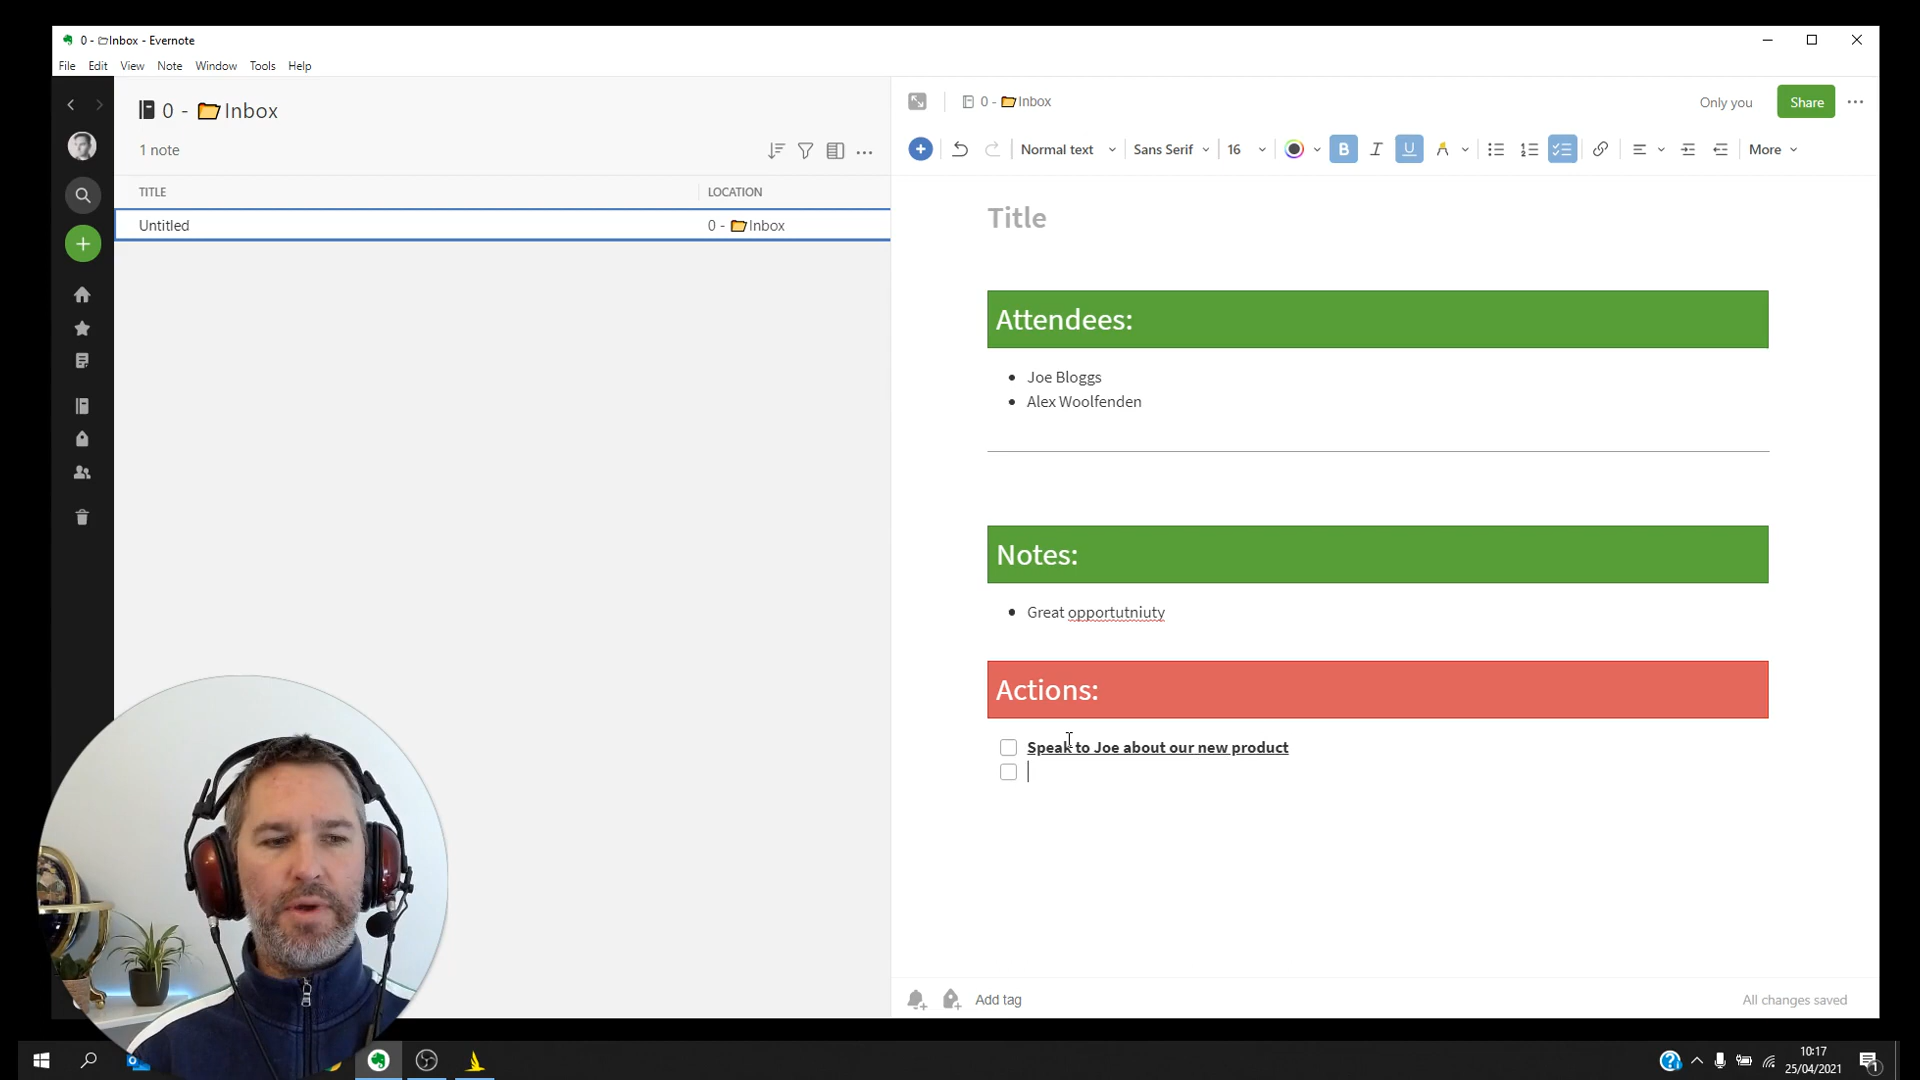 0 - Inbox - Evernote
File Edit View Note Window Tools Help
0 - Inbox
1 note
TITLE LOCATION
Untitled 0 - Inbox
0 - Inbox
Only you Share
Normal text Sans Serif 16 B I U More
Title
Attendees:
Joe Bloggs
Alex Woolfenden
Notes:
Great opportutniuty
Actions:
Speak to Joe about our new product
Add tag All changes saved
10:17
25/04/2021
1